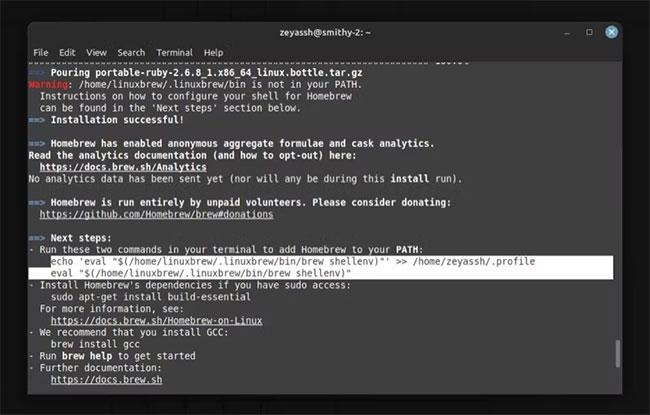 zeyassh@smithy-2: ~
File Edit View Search Terminal Help
==> Pouring portable-ruby-2.6.8_1.x86_64_linux.bottle.tar.gz
Warning: /home/linuxbrew/.linuxbrew/bin is not in your PATH.
Instructions on how to configure your shell for Homebrew
can be found in the 'Next steps' section below.
==> Installation successful!
==> Homebrew has enabled anonymous aggregate formulae and cask analytics.
Read the analytics documentation (and how to opt-out) here:
https://docs.brew.sh/Analytics
No analytics data has been sent yet (nor will any be during this install run).
==> Homebrew is run entirely by unpaid volunteers. Please consider donating:
https://github.com/Homebrew/brew#donations
==> Next steps:
- Run these two commands in your terminal to add Homebrew to your PATH:
echo 'eval "$(/home/linuxbrew/.linuxbrew/bin/brew shellenv)"' >> /home/zeyassh/.profile
eval "$(/home/linuxbrew/.linuxbrew/bin/brew shellenv)"
- Install Homebrew's dependencies if you have sudo access:
sudo apt-get install build-essential
For more information, see:
https://docs.brew.sh/Homebrew-on-Linux
- We recommend that you install GCC:
brew install gcc
- Run brew help to get started
- Further documentation:
https://docs.brew.sh